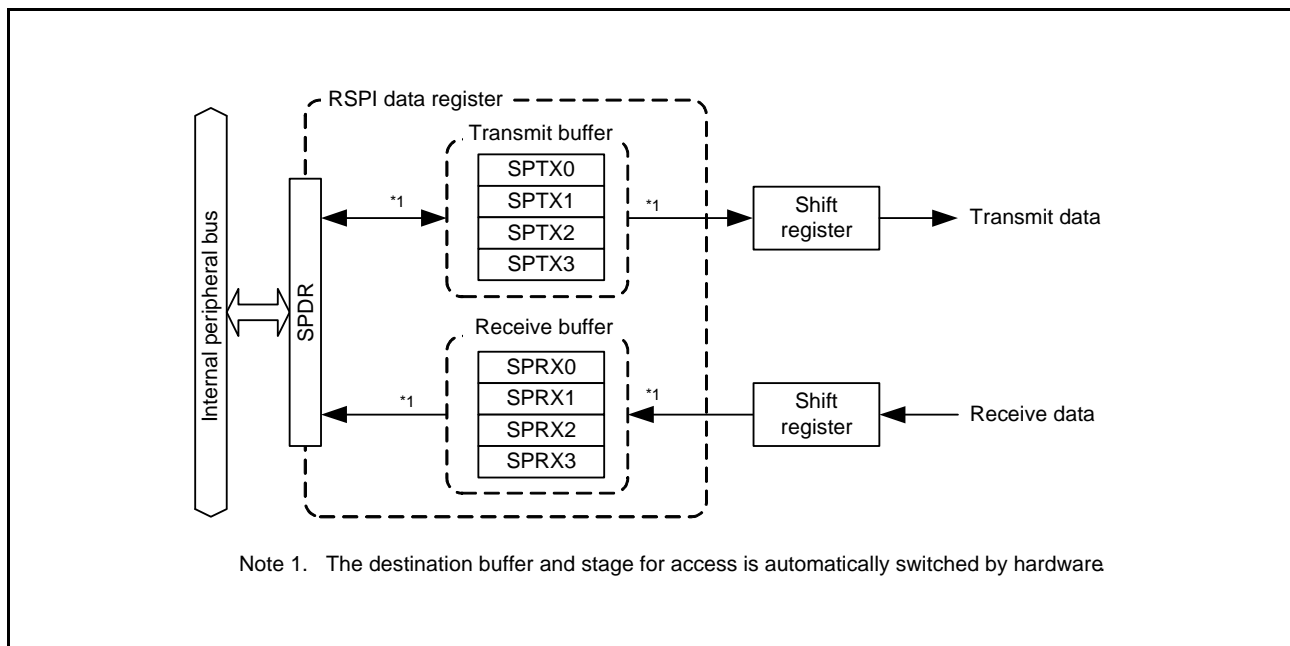 RSPI data register
Transmit buffer
SPTX0
SPTX1
SPTX2
SPTX3
*1
*1
Shift
register
Transmit data
Internal peripheral bus
SPDR
Receive buffer
SPRX0
SPRX1
SPRX2
SPRX3
*1
*1
Shift
register
Receive data
Note 1. The destination buffer and stage for access is automatically switched by hardware.